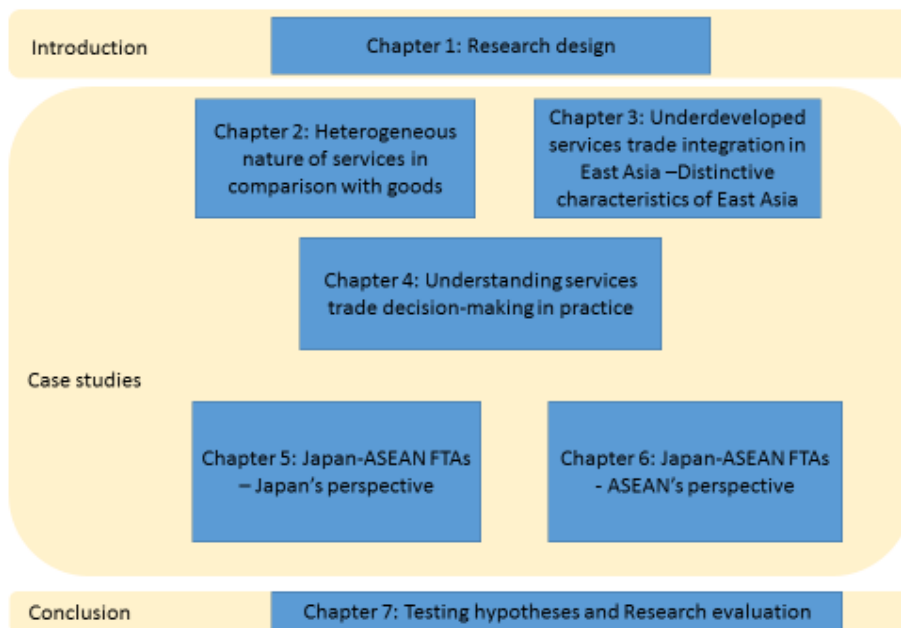 Introduction
Chapter 1: Research design
Chapter 2: Heterogeneous
nature of services in
comparison with goods
Chapter 3: Underdeveloped
services trade integration in
East Asia –Distinctive
characteristics of East Asia
Chapter 4: Understanding services
trade decision-making in practice
Case studies
Chapter 5: Japan-ASEAN FTAs
– Japan's perspective
Chapter 6: Japan-ASEAN FTAs
- ASEAN's perspective
Conclusion
Chapter 7: Testing hypotheses and Research evaluation